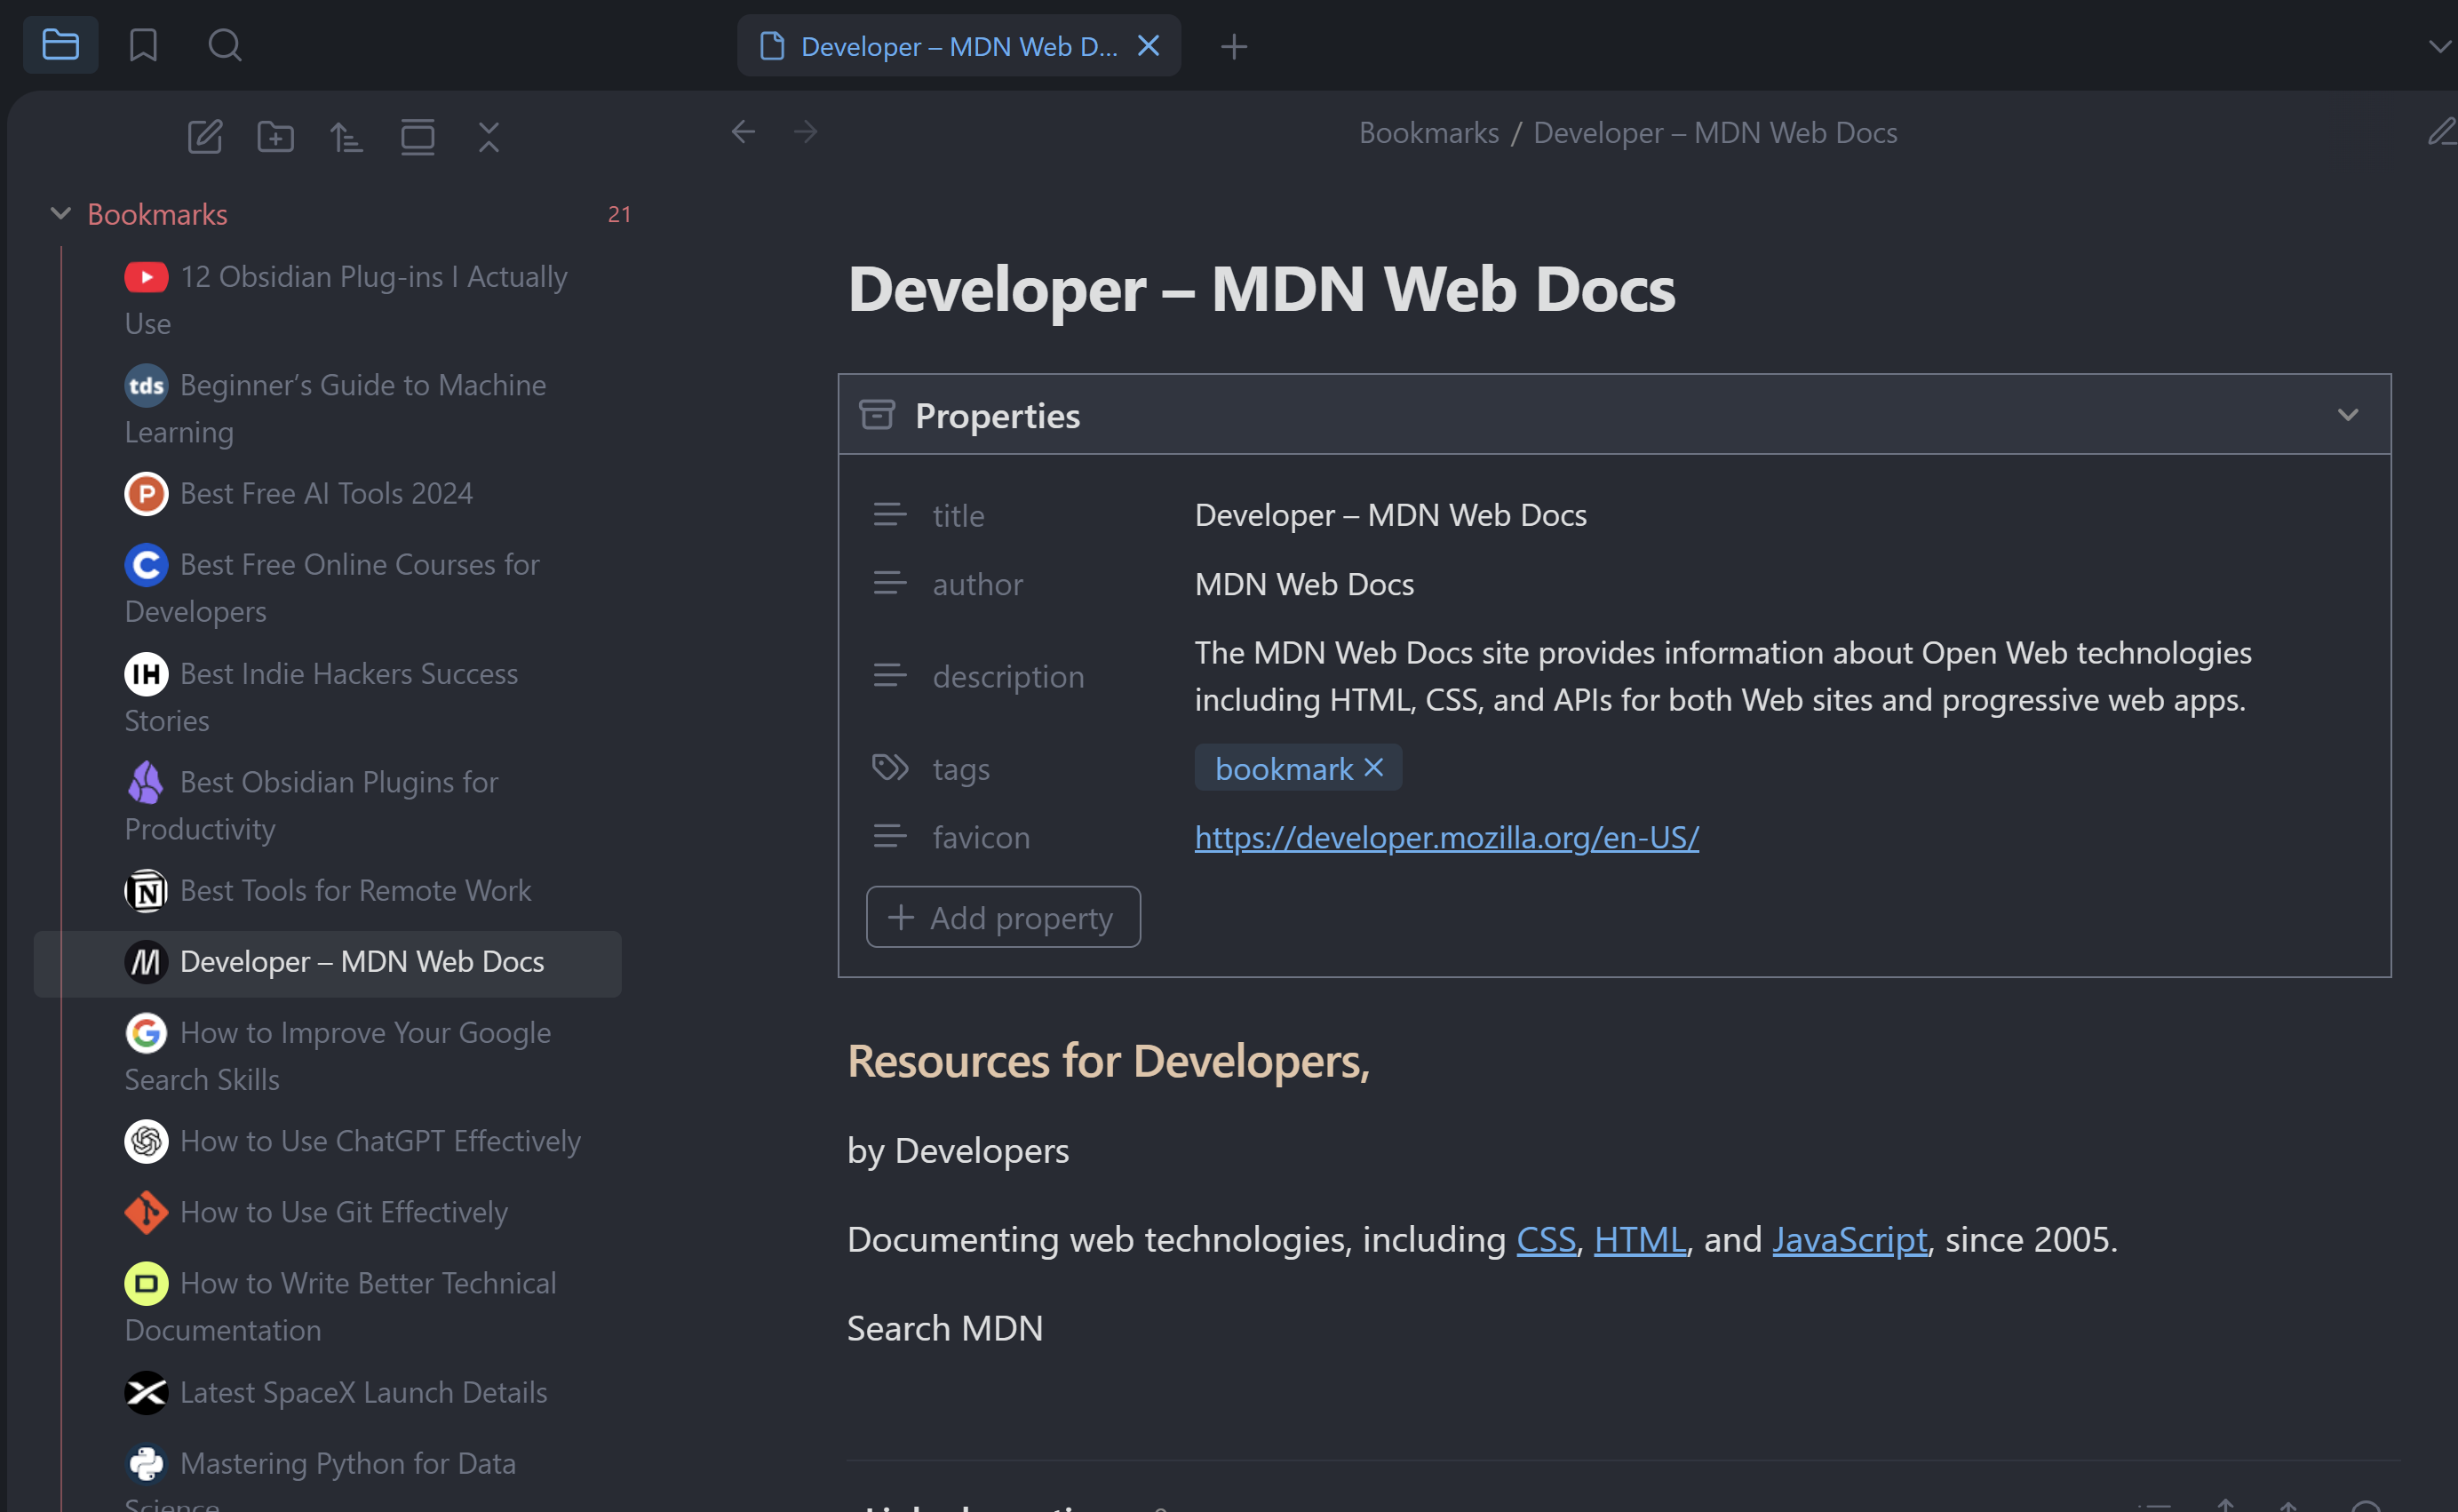 Developer – MDN Web D...
Bookmarks / Developer – MDN Web Docs
Bookmarks 21
12 Obsidian Plug-ins I Actually
Use
tds Beginner’s Guide to Machine
Learning
P Best Free AI Tools 2024
C Best Free Online Courses for
Developers
IH Best Indie Hackers Success
Stories
Best Obsidian Plugins for
Productivity
N Best Tools for Remote Work
M Developer – MDN Web Docs
G How to Improve Your Google
Search Skills
How to Use ChatGPT Effectively
How to Use Git Effectively
How to Write Better Technical
Documentation
Latest SpaceX Launch Details
Mastering Python for Data
Science
Developer – MDN Web Docs
Properties
title Developer – MDN Web Docs
author MDN Web Docs
description The MDN Web Docs site provides information about Open Web technologies
including HTML, CSS, and APIs for both Web sites and progressive web apps.
tags bookmark
favicon https://developer.mozilla.org/en-US/
Add property
Resources for Developers,
by Developers
Documenting web technologies, including CSS, HTML, and JavaScript, since 2005.
Search MDN